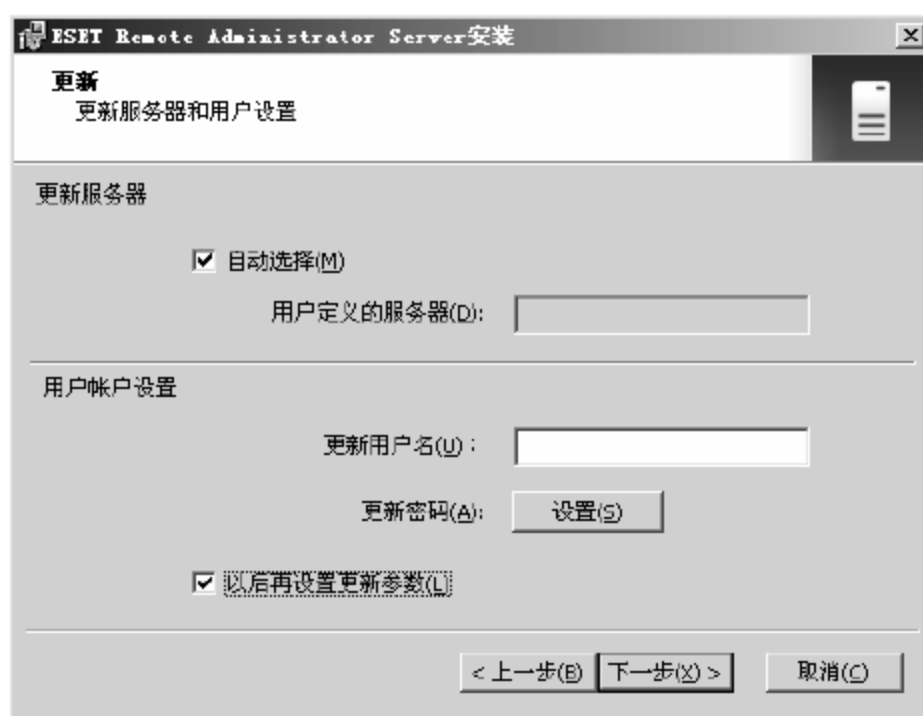 ESET Remote Administrator Server安装
更新
更新服务器和用户设置
更新服务器
自动选择(M)
用户定义的服务器(D):
用户帐户设置
更新用户名(U)：
更新密码(A): 设置(S)
以后再设置更新参数(L)
< 上一步(B) 下一步(X) > 取消(C)